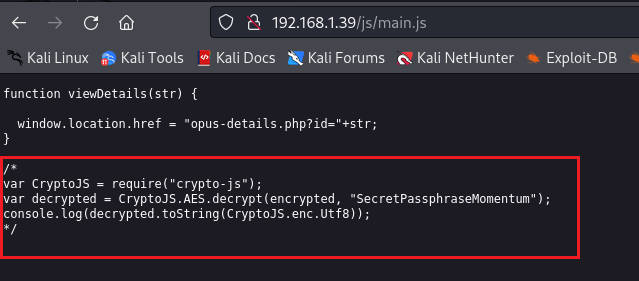 192.168.1.39/js/main.js
Kali Linux Kali Tools Kali Docs Kali Forums Kali NetHunter Exploit-DB
function viewDetails(str) {
window.location.href = "opus-details.php?id="+str;
}
/*
var CryptoJS = require("crypto-js");
var decrypted = CryptoJS.AES.decrypt(encrypted, "SecretPassphraseMomentum");
console.log(decrypted.toString(CryptoJS.enc.Utf8));
*/